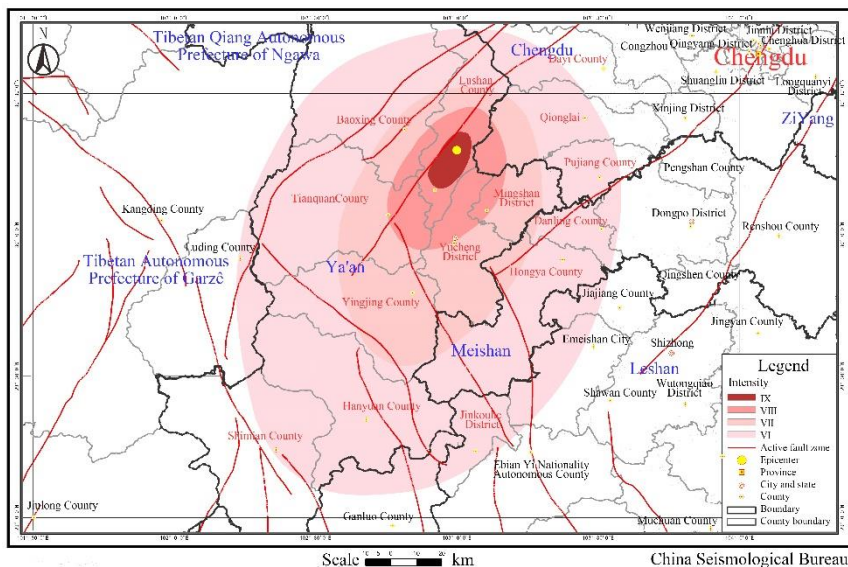 N
Tibetan Qiang Autonomous
Prefecture of Ngawa
Chengdu
Wenjiang District
Jinniu District
Congzhou
Qingyang District
Chenghua District
Chengdu
Dayi County
Shuangliu District
Longquanyi
District
Lushan
County
Baoxing County
Qionglai
Xinjing District
ZiYang
Pujiang County
Pengshan County
Tianquan County
Mingshan
District
Kangding County
Danling County
Dongpo District
Renshou County
Luding County
Yucheng
District
Tibetan Autonomous
Prefecture of Garzê
Ya'an
Hongya County
Qingshen County
Yingjing County
Jiajiang County
Jingyan County
Meishan
Emeishan City
Shizhong
Leshan
Wutongqiao
District
Shawan County
Hanyuan County
Jinkouhe
District
Shimian County
Ebian Yi Nationality
Autonomous County
Jiulong County
Ganluo County
Muchuan County
Legend
Intensity
IX
VIII
VII
VI
Active fault zone
Epicenter
Province
City and state
County
Boundary
County boundary
Scale
km
China Seismological Bureau